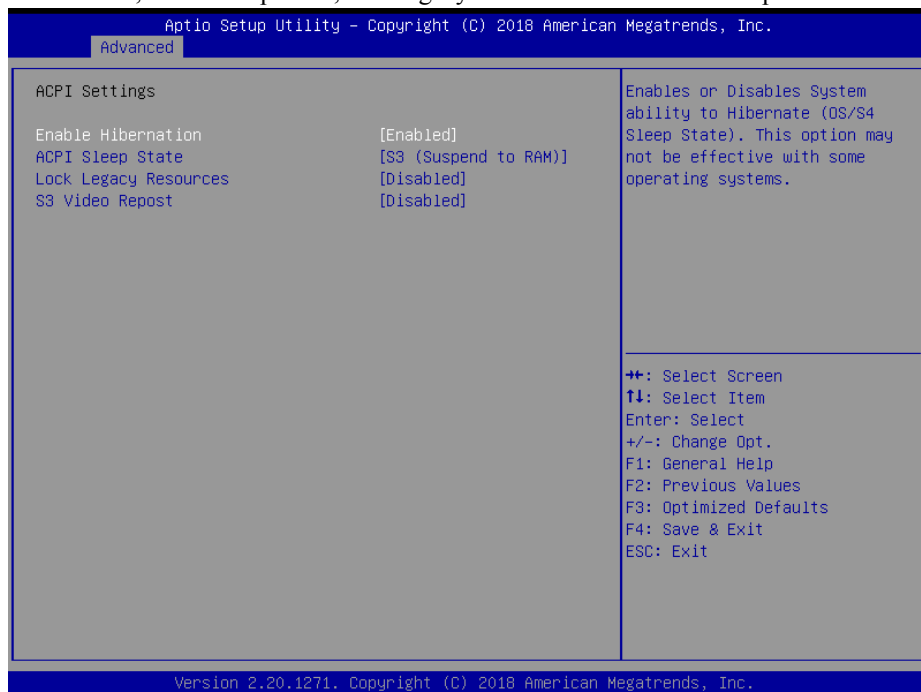 Aptio Setup Utility – Copyright (C) 2018 American Megatrends, Inc.
Advanced
ACPI Settings
Enable Hibernation [Enabled]
ACPI Sleep State [S3 (Suspend to RAM)]
Lock Legacy Resources [Disabled]
S3 Video Repost [Disabled]
Enables or Disables System
ability to Hibernate (OS/S4
Sleep State). This option may
not be effective with some
operating systems.
→←: Select Screen
↑↓: Select Item
Enter: Select
+/-: Change Opt.
F1: General Help
F2: Previous Values
F3: Optimized Defaults
F4: Save & Exit
ESC: Exit
Version 2.20.1271. Copyright (C) 2018 American Megatrends, Inc.